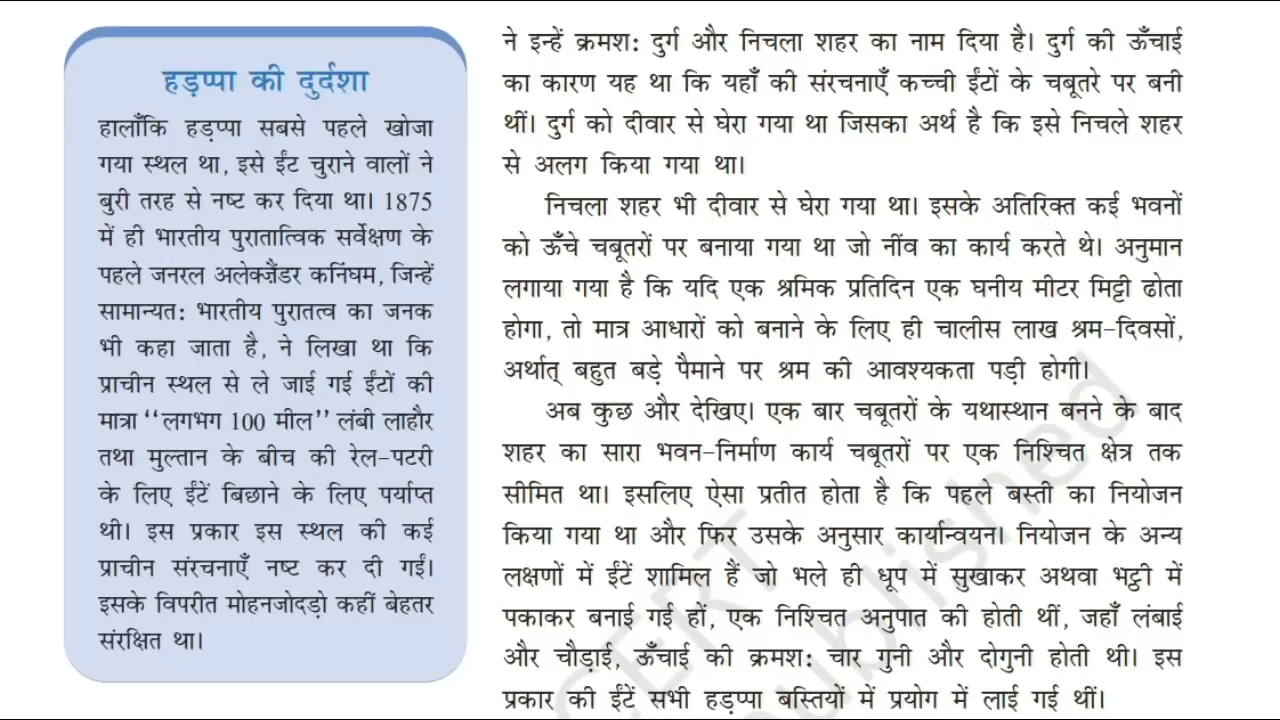 हड़प्पा की दुर्दशा
हालाँकि हड़प्पा सबसे पहले खोजा
गया स्थल था, इसे ईंट चुराने वालों ने
बुरी तरह से नष्ट कर दिया था। 1875
में ही भारतीय पुरातात्विक सर्वेक्षण के
पहले जनरल अलेक्ज़ैंडर कनिंघम, जिन्हें
सामान्यत: भारतीय पुरातत्व का जनक
भी कहा जाता है, ने लिखा था कि
प्राचीन स्थल से ले जाई गई ईंटों की
मात्रा “लगभग 100 मील” लंबी लाहौर
तथा मुल्तान के बीच की रेल-पटरी
के लिए ईंटें बिछाने के लिए पर्याप्त
थी। इस प्रकार इस स्थल की कई
प्राचीन संरचनाएँ नष्ट कर दी गईं।
इसके विपरीत मोहनजोदड़ो कहीं बेहतर
संरक्षित था।
ने इन्हें क्रमश: दुर्ग और निचला शहर का नाम दिया है। दुर्ग की ऊँचाई
का कारण यह था कि यहाँ की संरचनाएँ कच्ची ईंटों के चबूतरे पर बनी
थीं। दुर्ग को दीवार से घेरा गया था जिसका अर्थ है कि इसे निचले शहर
से अलग किया गया था।
निचला शहर भी दीवार से घेरा गया था। इसके अतिरिक्त कई भवनों
को ऊँचे चबूतरों पर बनाया गया था जो नींव का कार्य करते थे। अनुमान
लगाया गया है कि यदि एक श्रमिक प्रतिदिन एक घनीय मीटर मिट्टी ढोता
होगा, तो मात्र आधारों को बनाने के लिए ही चालीस लाख श्रम-दिवसों,
अर्थात् बहुत बड़े पैमाने पर श्रम की आवश्यकता पड़ी होगी।
अब कुछ और देखिए। एक बार चबूतरों के यथास्थान बनने के बाद
शहर का सारा भवन-निर्माण कार्य चबूतरों पर एक निश्चित क्षेत्र तक
सीमित था। इसलिए ऐसा प्रतीत होता है कि पहले बस्ती का नियोजन
किया गया था और फिर उसके अनुसार कार्यान्वयन। नियोजन के अन्य
लक्षणों में ईंटें शामिल हैं जो भले ही धूप में सुखाकर अथवा भट्ठी में
पकाकर बनाई गई हों, एक निश्चित अनुपात की होती थीं, जहाँ लंबाई
और चौड़ाई, ऊँचाई की क्रमश: चार गुनी और दोगुनी होती थी। इस
प्रकार की ईंटें सभी हड़प्पा बस्तियों में प्रयोग में लाई गई थीं।